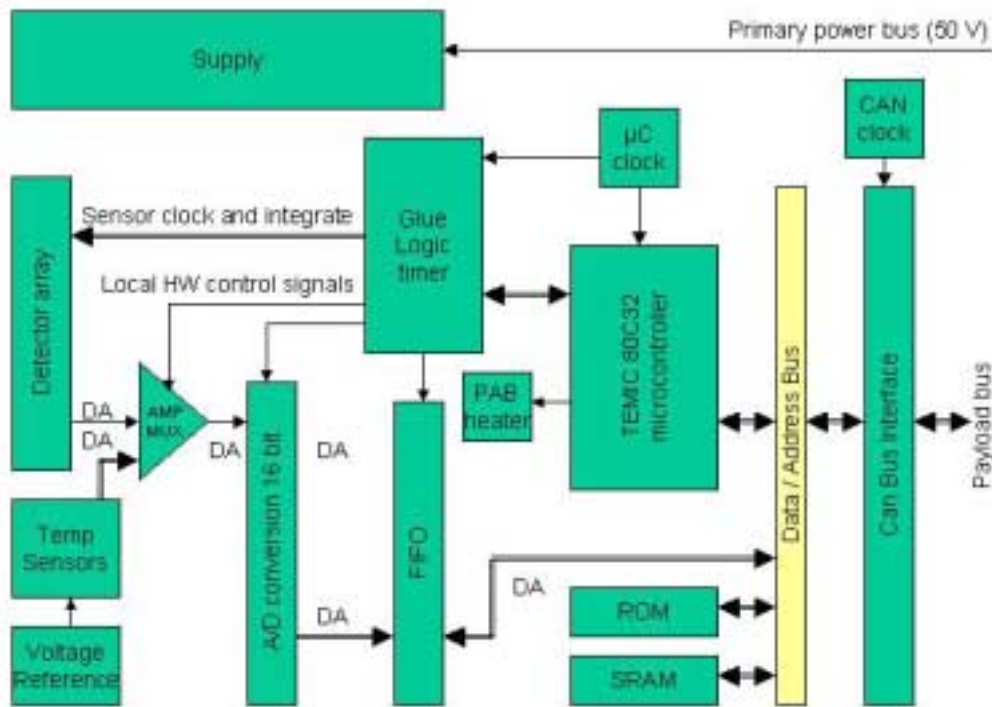 Primary power bus (50 V)
Supply
CAN
clock
µC
clock
Glue
Logic
timer
Sensor clock and integrate
Local HW control signals
Detector array
TEMIC 80C32
microcontroller
Data / Address Bus
Can Bus Interface
Payload bus
PAB
heater
AMP
MUX
DA
DA
DA
DA
A/D conversion 16 bit
FIFO
Temp
Sensors
DA
DA
ROM
Voltage
Reference
SRAM